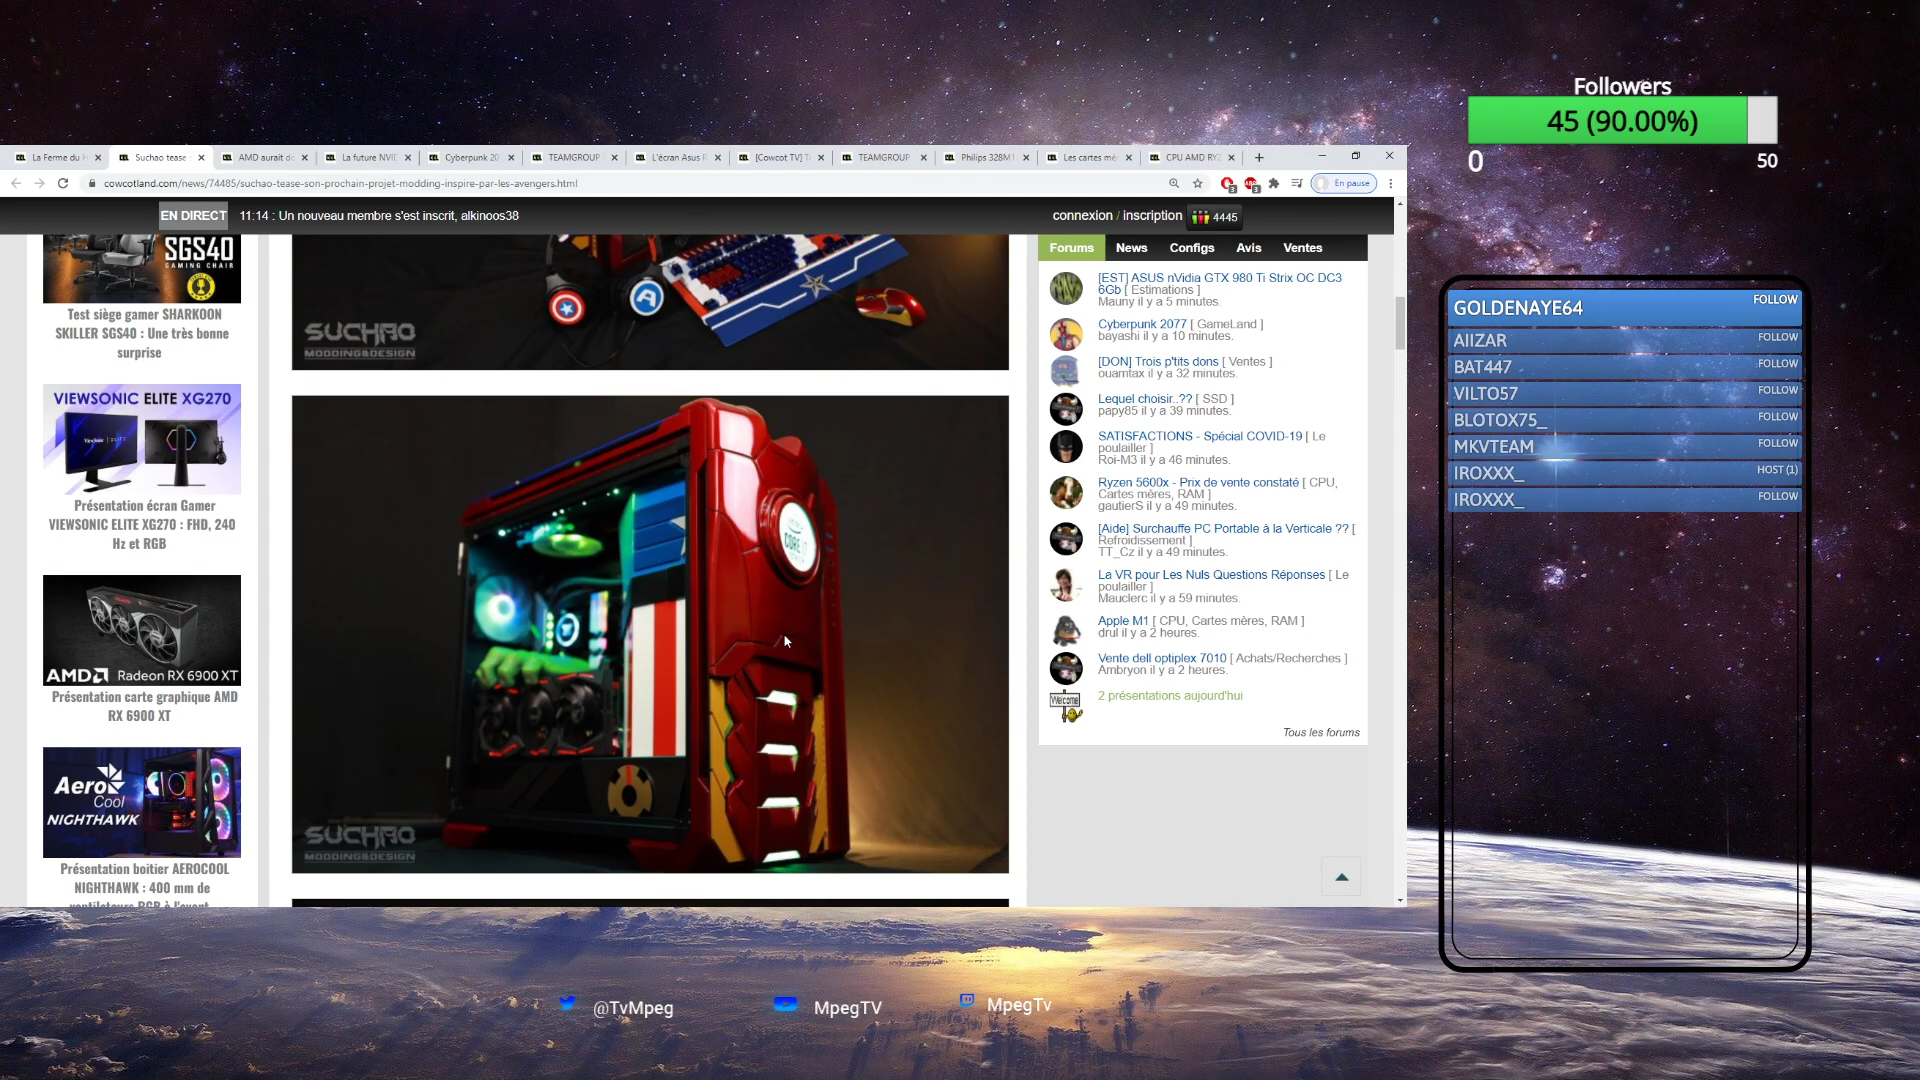 Followers
45 (90.00%)
0
50
La Ferme du H
Suchao tease
AMD aurait d
La future NVI
Cyberpunk 20
TEAMGROUP
L'écran Asus R
[Cowcot TV] T
TEAMGROUP
Philips 328M1
Les cartes mè
CPU AMD RY
cowcotland.com/news/74485/suchao-tease-son-prochain-projet-modding-inspire-par-les-avengers.html
En pause
EN DIRECT
11:14 : Un nouveau membre s'est inscrit, alkinoos38
connexion / inscription
4445
SGS40
GAMING CHAIR
Test siège gamer SHARKOON
SKILLER SGS40 : Une très bonne
surprise
VIEWSONIC ELITE XG270
Présentation écran Gamer
VIEWSONIC ELITE XG270 : FHD, 240
Hz et RGB
AMD Radeon RX 6900 XT
Présentation carte graphique AMD
RX 6900 XT
Aero
Cool
NIGHTHAWK
Présentation boitier AEROCOOL
NIGHTHAWK : 400 mm de
ventilateurs RGB à l'avant
SUCHAO
MODDING&DESIGN
CORE i7
SUCHAO
MODDING&DESIGN
Forums
News
Configs
Avis
Ventes
[EST] ASUS nVidia GTX 980 Ti Strix OC DC3
6Gb [ Estimations ]
Mauny il y a 5 minutes.
Cyberpunk 2077 [ GameLand ]
bayashi il y a 10 minutes.
[DON] Trois p'tits dons [ Ventes ]
ouamtax il y a 32 minutes.
Lequel choisir..?? [ SSD ]
papy85 il y a 39 minutes.
SATISFACTIONS - Spécial COVID-19 [ Le
poulailler ]
Roi-M3 il y a 46 minutes.
Ryzen 5600x - Prix de vente constaté [ CPU,
Cartes mères, RAM ]
gautierS il y a 49 minutes.
[Aide] Surchauffe PC Portable à la Verticale ?? [
Refroidissement ]
TT_Cz il y a 49 minutes.
La VR pour Les Nuls Questions Réponses [ Le
poulailler ]
Mauclerc il y a 59 minutes.
Apple M1 [ CPU, Cartes mères, RAM ]
drul il y a 2 heures.
Vente dell optiplex 7010 [ Achats/Recherches ]
Ambryon il y a 2 heures.
Welcome
2 présentations aujourd'hui
Tous les forums
GOLDENAYE64 FOLLOW
AIIZAR FOLLOW
BAT447 FOLLOW
VILTO57 FOLLOW
BLOTOX75_ FOLLOW
MKVTEAM FOLLOW
IROXXX_ HOST (1)
IROXXX_ FOLLOW
@TvMpeg
MpegTV
MpegTv